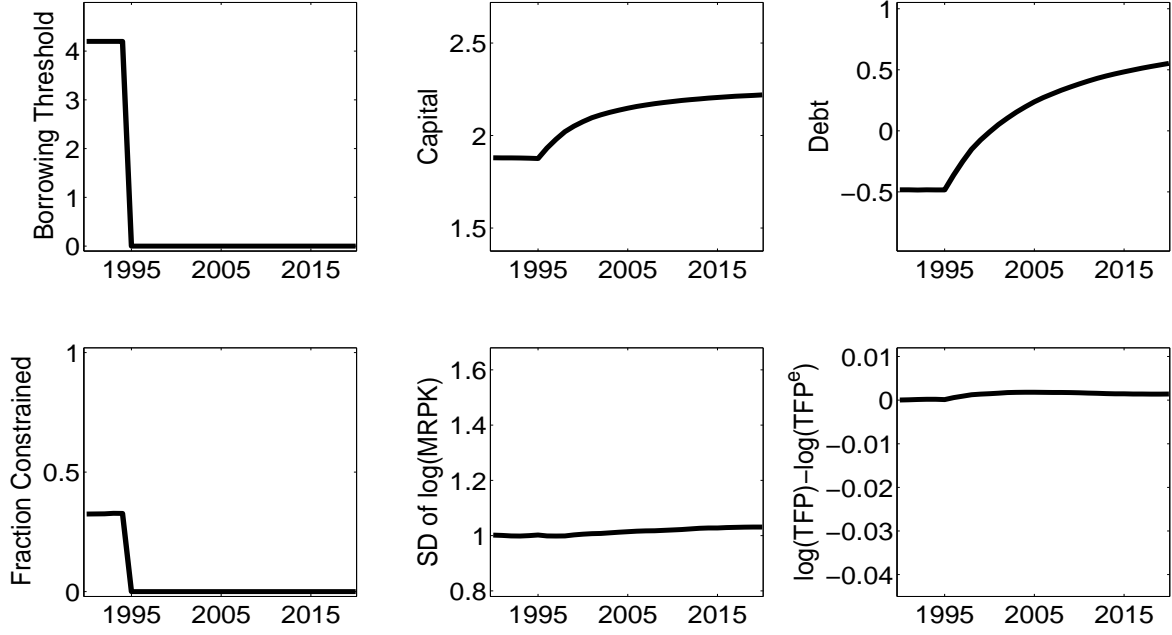 Borrowing Threshold
4
3
2
1
0
1995 2005 2015
Capital
2.5
2
1.5
1995 2005 2015
Debt
1
0.5
0
−0.5
1995 2005 2015
Fraction Constrained
1
0.5
0
1995 2005 2015
SD of log(MRPK)
1.6
1.4
1.2
1
0.8
1995 2005 2015
log(TFP)−log(TFPᵉ)
0.01
0
−0.01
−0.02
−0.03
−0.04
1995 2005 2015